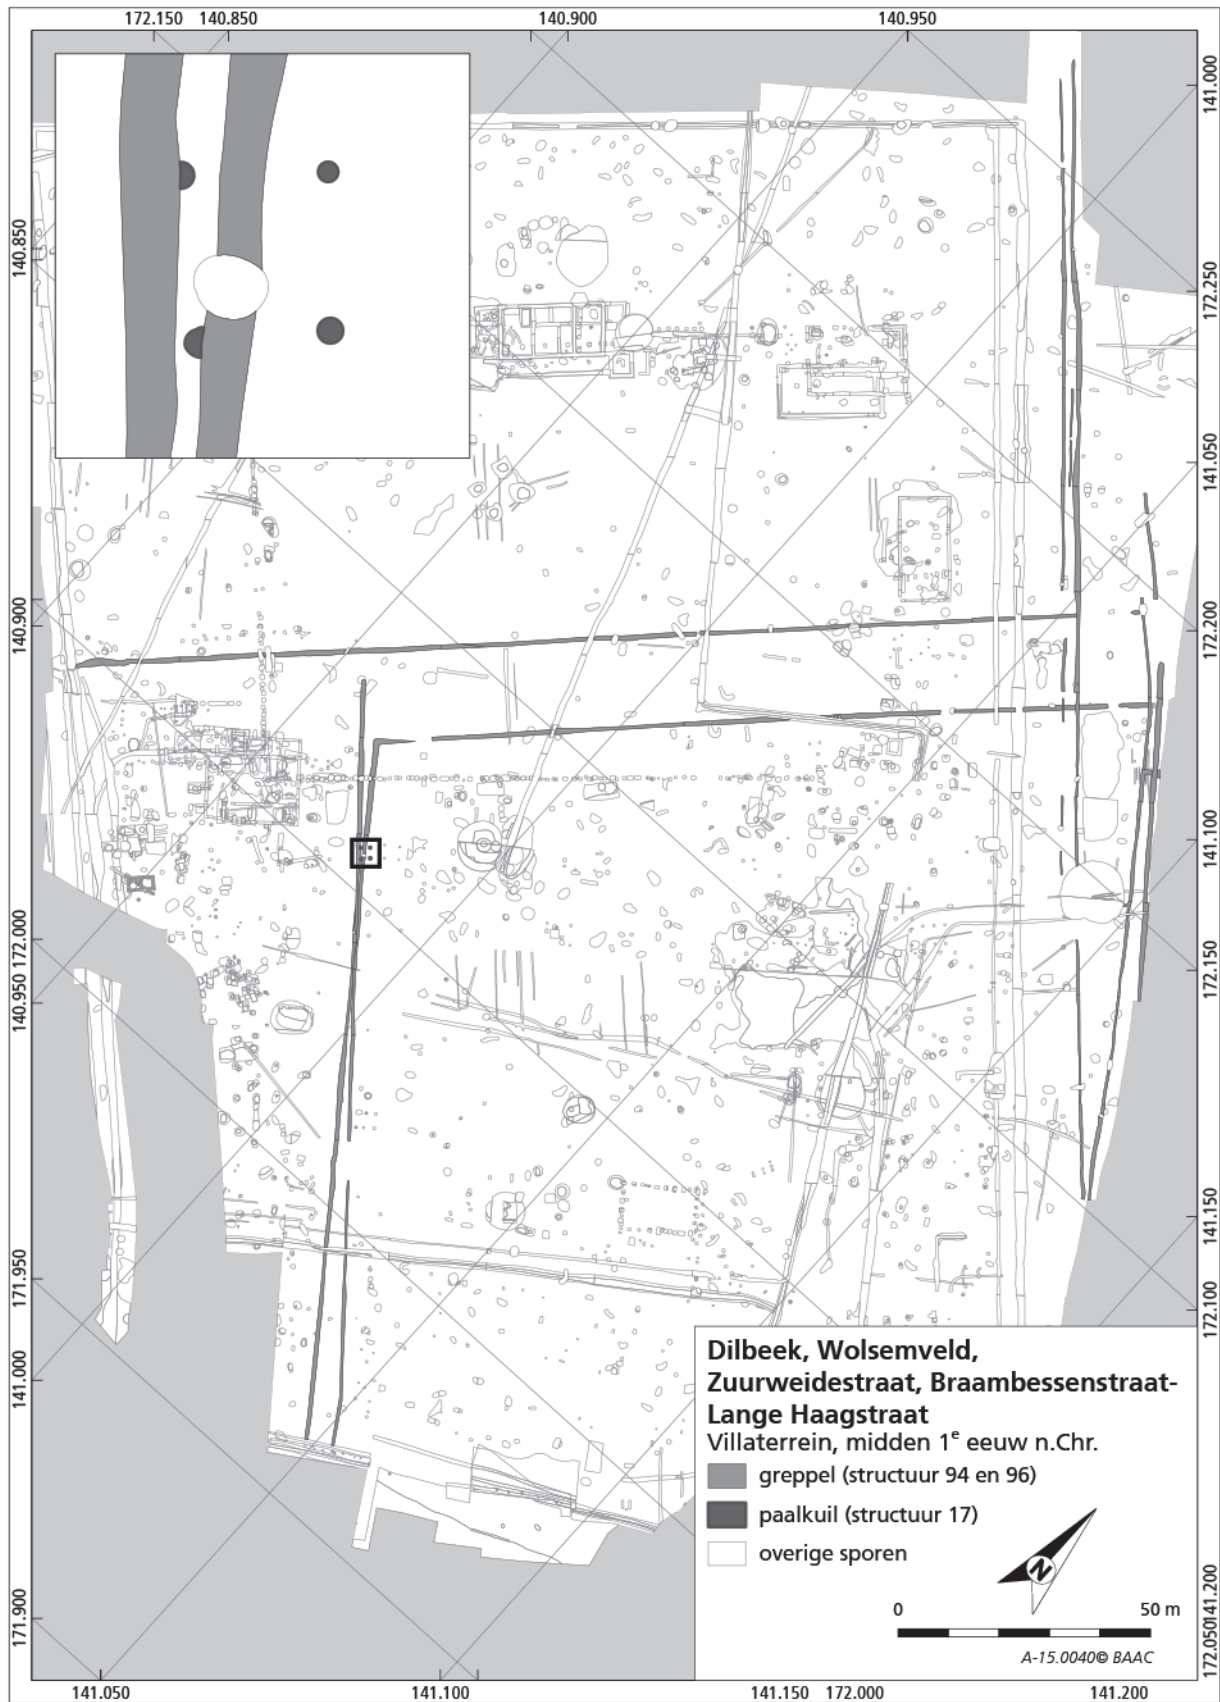 172.150 140.850 140.900 140.950
141.000
140.850
172.250
141.050
140.900
172.200
141.100
172.000
140.950
172.150
141.150
171.950
172.100
141.000
Dilbeek, Wolsemveld,
Zuurweidestraat, Braambessenstraat-
Lange Haagstraat
Villaterrein, midden 1e eeuw n.Chr.
greppel (structuur 94 en 96)
paalkuil (structuur 17)
overige sporen
N
0 50 m
A-15.0040© BAAC
171.900
141.200
172.050
141.050 141.100 141.150 172.000 141.200